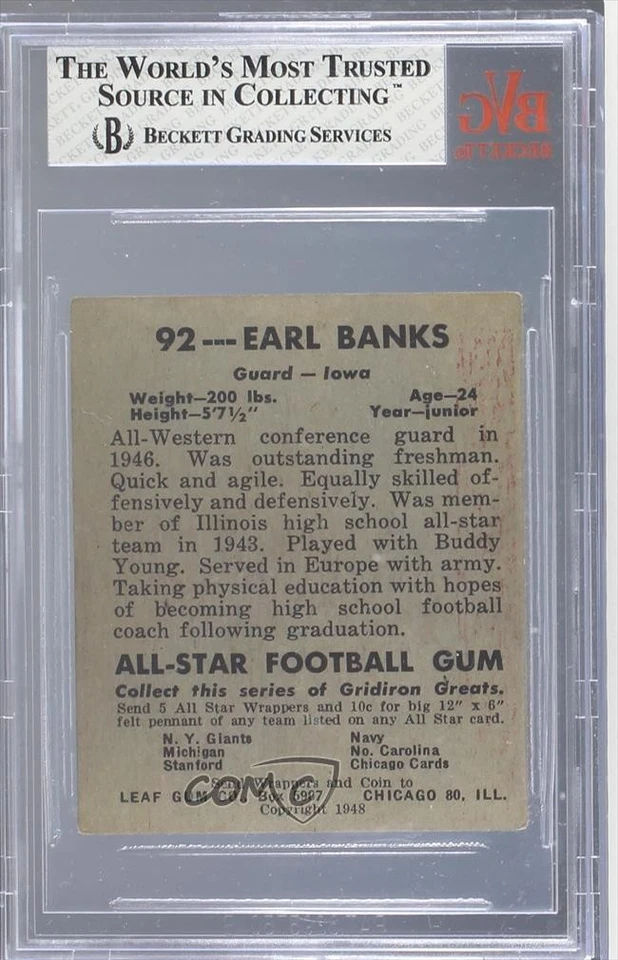 THE WORLD'S MOST TRUSTED
SOURCE IN COLLECTING™
B BECKETT GRADING SERVICES
BVG
92---EARL BANKS
Guard — Iowa
Weight—200 lbs. Age—24
Height—5'7½" Year—junior
All-Western conference guard in
1946. Was outstanding freshman.
Quick and agile. Equally skilled of-
fensively and defensively. Was mem-
ber of Illinois high school all-star
team in 1943. Played with Buddy
Young. Served in Europe with army.
Taking physical education with hopes
of becoming high school football
coach following graduation.
ALL-STAR FOOTBALL GUM
Collect this series of Gridiron Greats.
Send 5 All Star Wrappers and 10c for big 12" x 6"
felt pennant of any team listed on any All Star card.
N. Y. Giants Navy
Michigan No. Carolina
Stanford Chicago Cards
Send Wrappers and Coin to
LEAF GUM CO., Box 5907 CHICAGO 80, ILL.
Copyright 1948
COMC